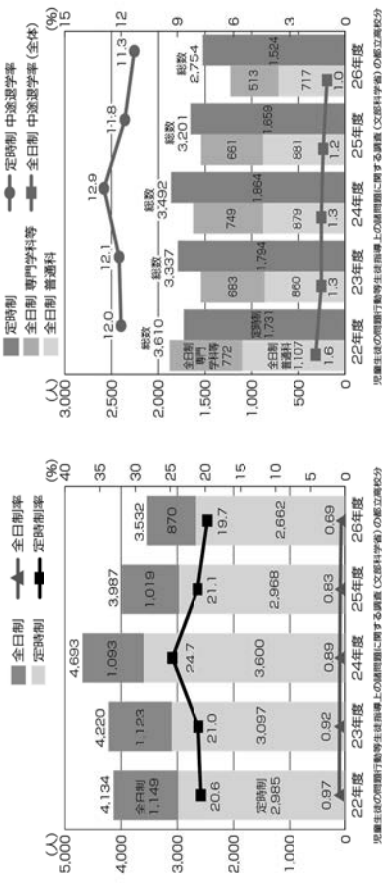 全日制 全日制率
定時制 定時制率
(人) (%)
5,000 40
4,000 35
3,000 30
2,000 25
1,000 20
0 15
10
5
0
4,134 4,220 4,693 3,987 3,532
全日制
1,149 1,123 1,093 1,019 870
20.6 21.0 24.7 21.1 19.7
定時制
2,985 3,097 3,600 2,968 2,662
0.97 0.92 0.89 0.83 0.69
22年度 23年度 24年度 25年度 26年度
児童生徒の問題行動等生徒指導上の諸問題に関する調査(文部科学省)の都立高校分
定時制 定時制 中途退学率
全日制 専門学科等 全日制 中途退学率(全体)
全日制 普通科
(人) (%)
3,000 15
2,500 12
2,000 9
1,500 6
1,000 3
500 0
0
12.0 12.1 12.9 11.8 11.3
総数 総数 総数 総数 総数
3,610 3,337 3,492 3,201 2,754
定時制
1,731 1,794 1,864 1,659 1,524
全日制
専門
学科等
772 683 749 661 513
全日制
普通科
1,107 860 879 881 717
1.6 1.3 1.3 1.2 1.0
22年度 23年度 24年度 25年度 26年度
児童生徒の問題行動等生徒指導上の諸問題に関する調査(文部科学省)の都立高校分